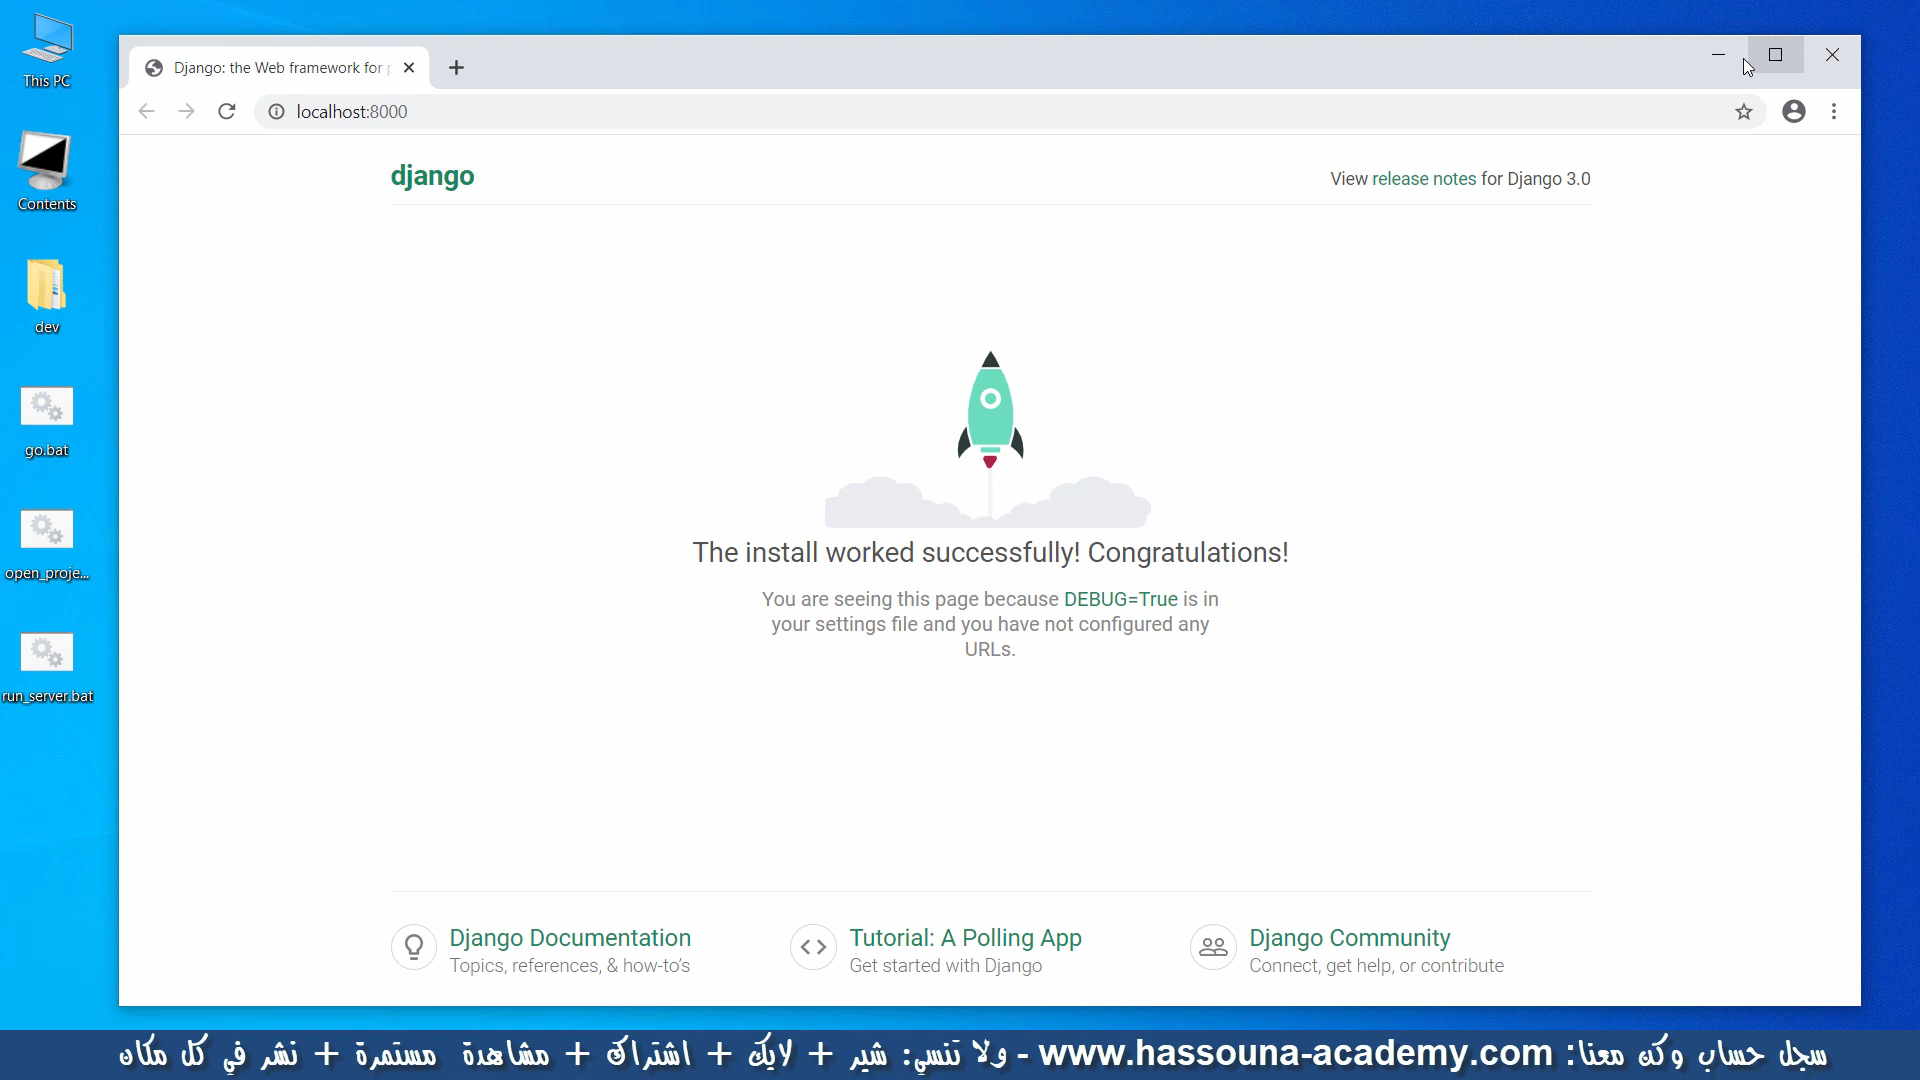 This PC
Contents
dev
go.bat
open_proje...
run_server.bat
Django: the Web framework for p
localhost:8000
django
View release notes for Django 3.0
The install worked successfully! Congratulations!
You are seeing this page because DEBUG=True is in
your settings file and you have not configured any
URLs.
Django Documentation
Topics, references, & how-to's
Tutorial: A Polling App
Get started with Django
Django Community
Connect, get help, or contribute
سجل حساب وكن معنا: www.hassouna-academy.com - ولا تنسي: شير + لايك + اشتراك + مشاهدة مستمرة + نشر في كل مكان